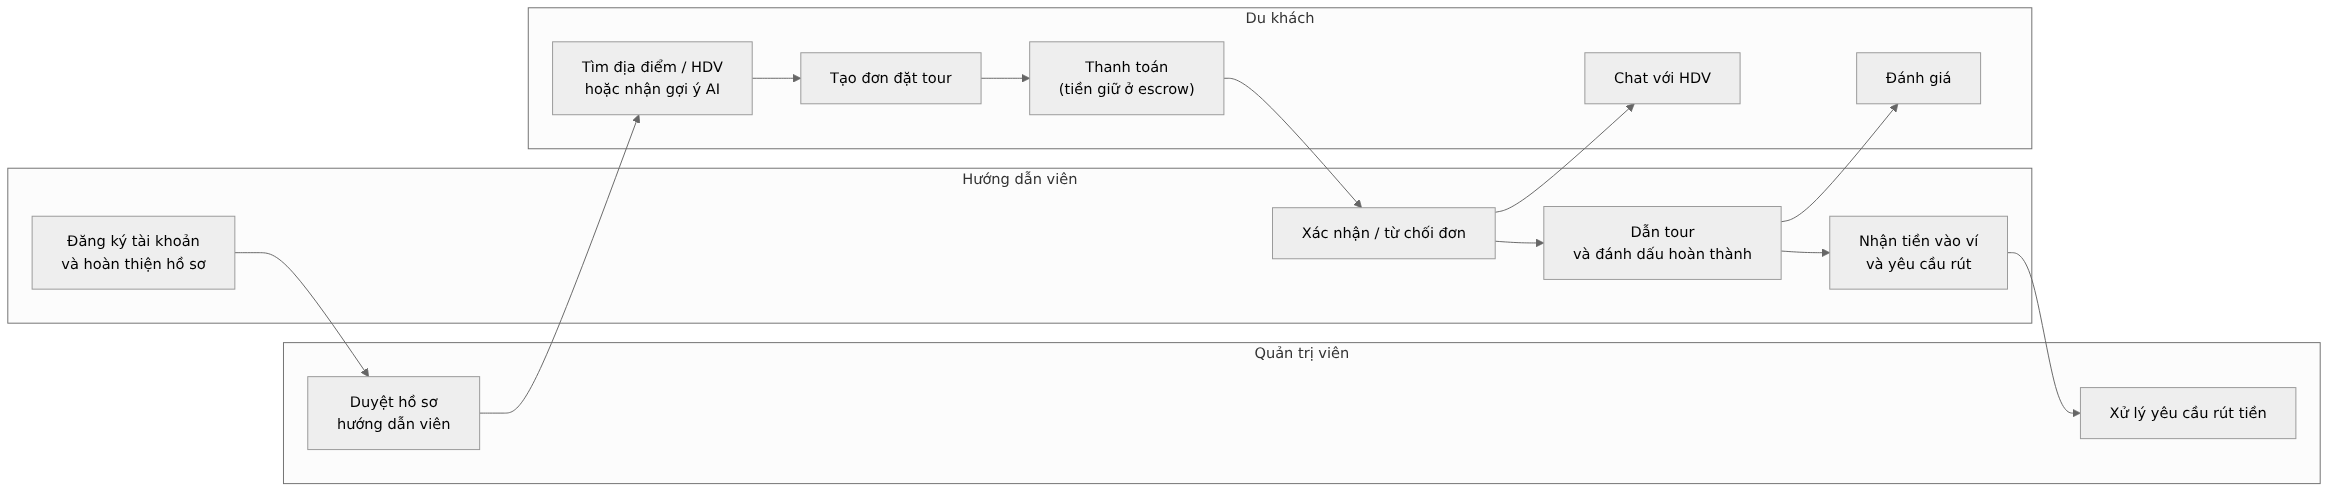 Du khách
Tìm địa điểm / HDV
hoặc nhận gợi ý AI
Tạo đơn đặt tour
Thanh toán
(tiền giữ ở escrow)
Chat với HDV
Đánh giá
Hướng dẫn viên
Đăng ký tài khoản
và hoàn thiện hồ sơ
Xác nhận / từ chối đơn
Dẫn tour
và đánh dấu hoàn thành
Nhận tiền vào ví
và yêu cầu rút
Quản trị viên
Duyệt hồ sơ
hướng dẫn viên
Xử lý yêu cầu rút tiền